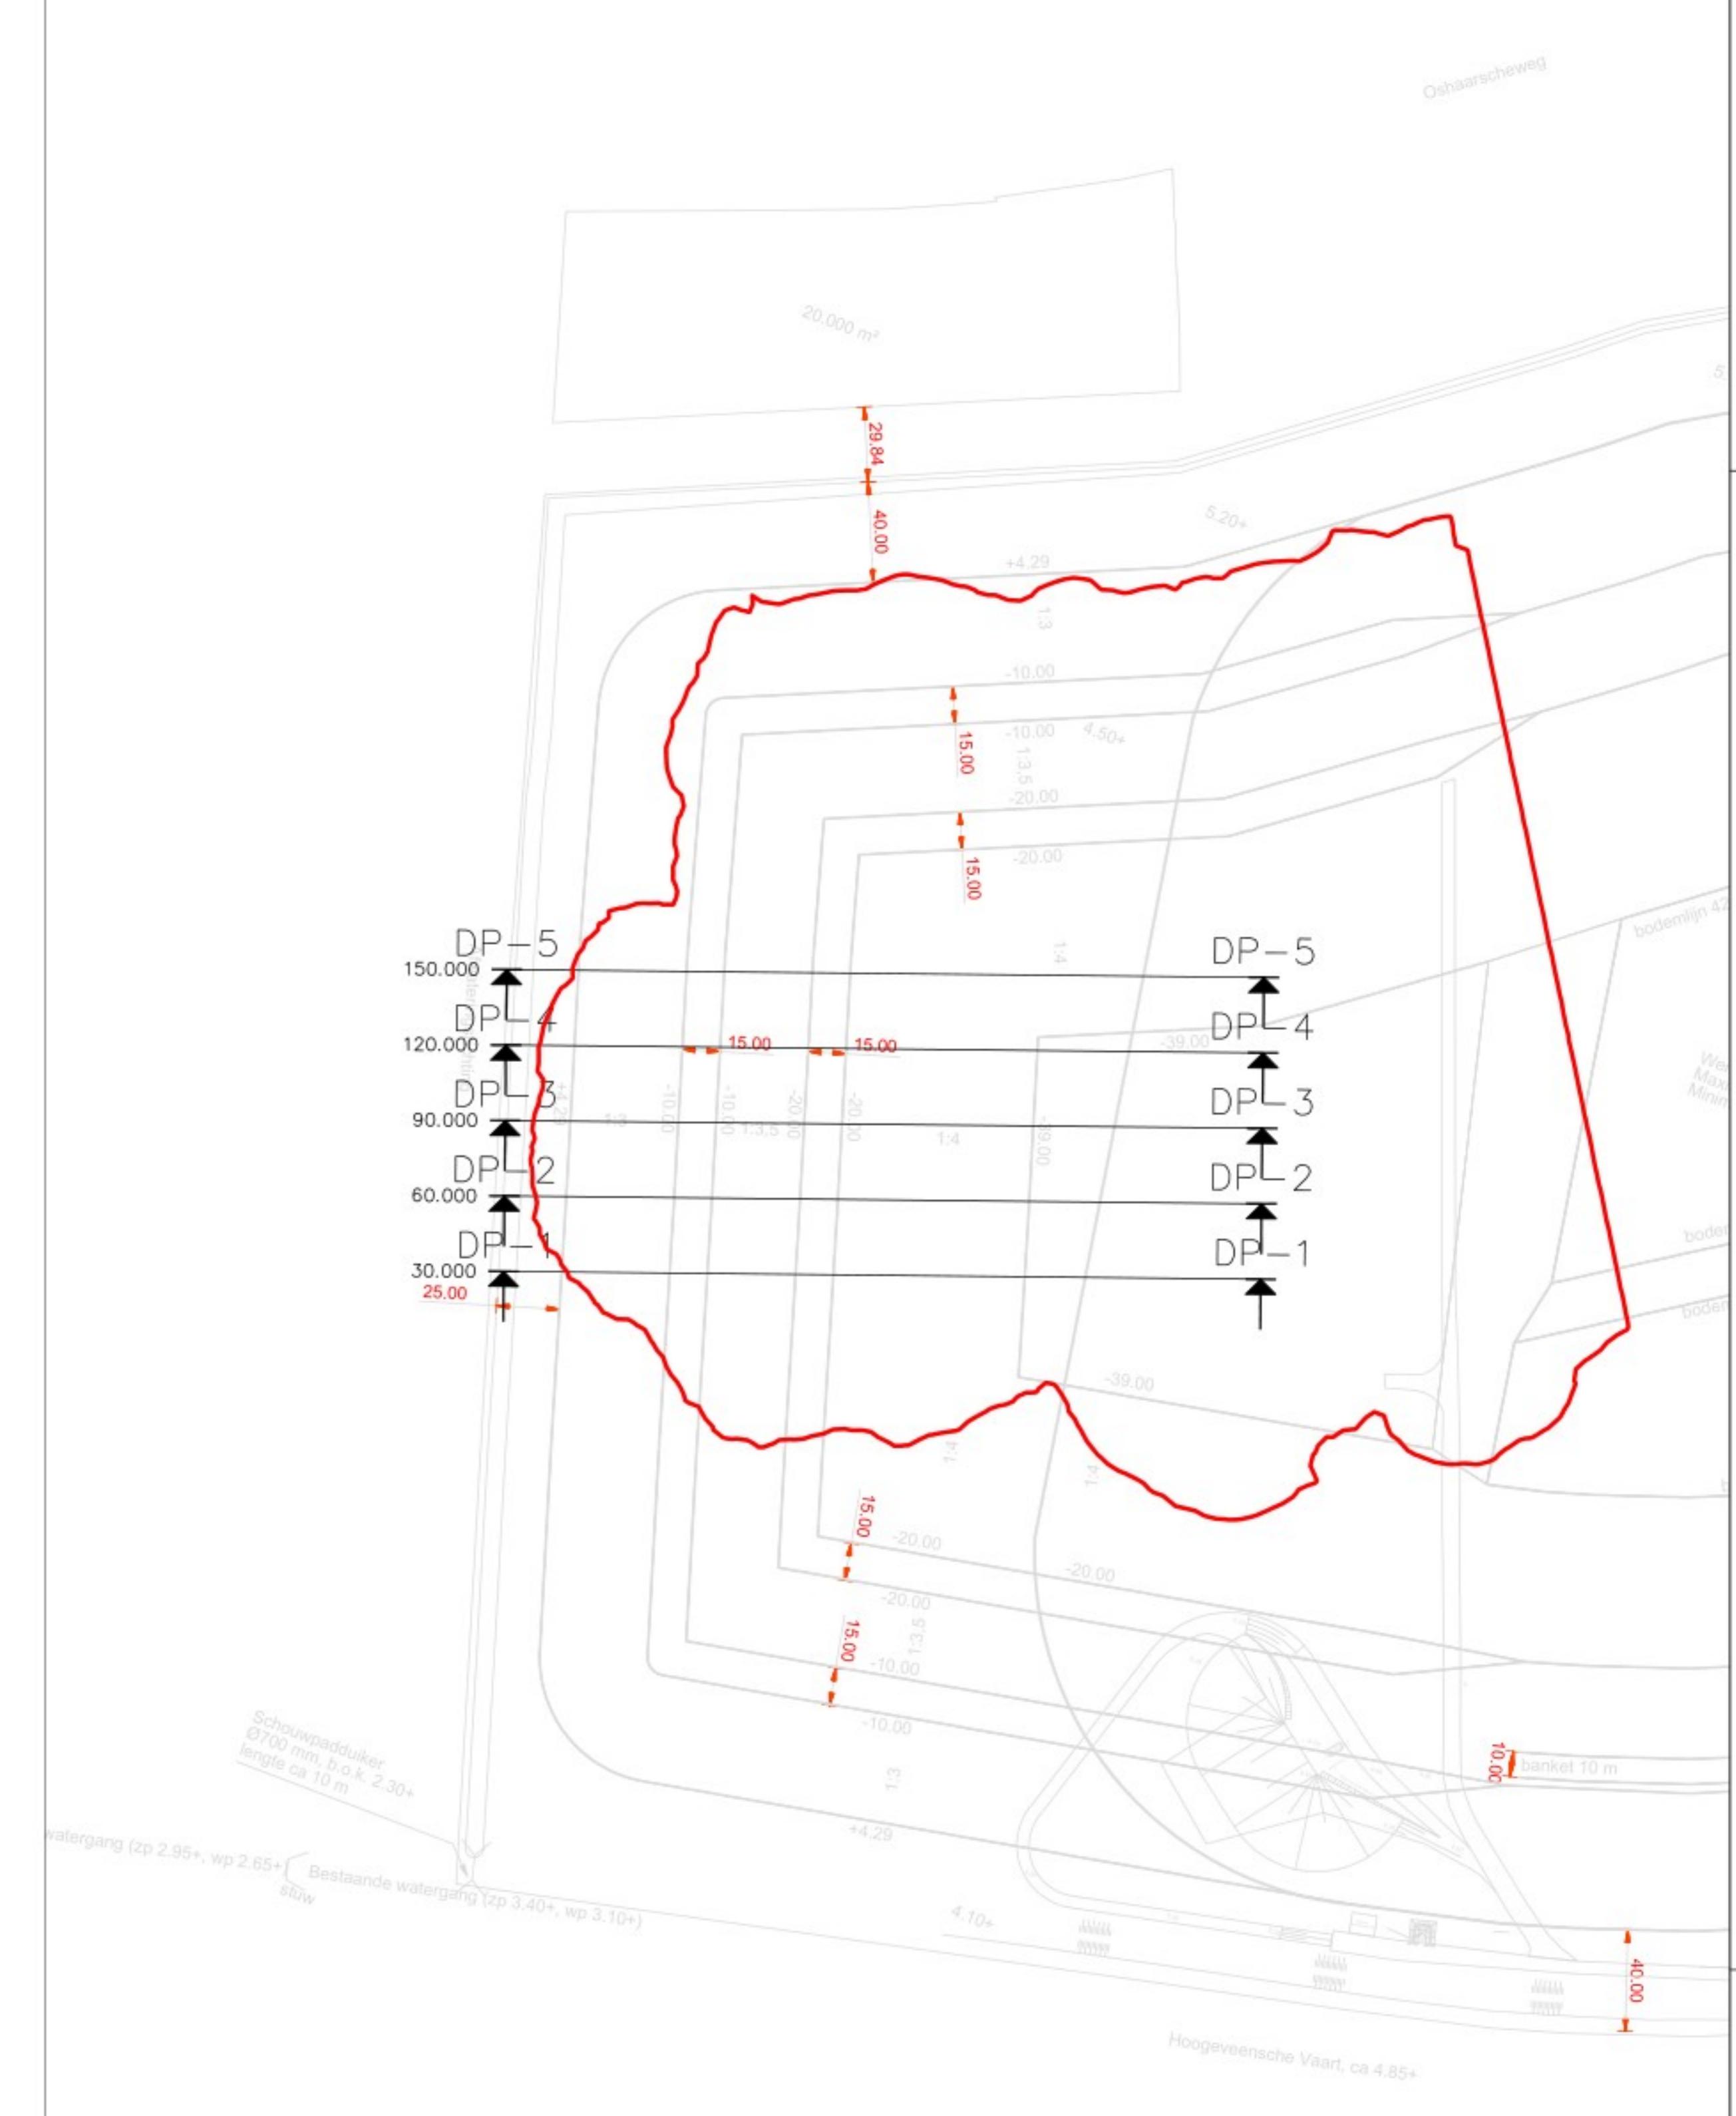 Oshaarscheweg
20.000 m²
29.84
40.00
5.20+
+4.29
1:3
-10.00
15.00
-10.00
4.50+
1:3.5
-20.00
15.00
-20.00
bodemlijn 42
1:4
DP-5
150.000
DP-5
DP-4
120.000
15.00
15.00
-39.00
DP-4
DP-3
90.000
+4.29
1:3
-10.00
-10.00
1:3.5
-20.00
-20.00
1:4
-39.00
DP-3
DP-2
60.000
DP-2
DP-1
30.000
DP-1
25.00
-39.00
1:4
1:4
15.00
-20.00
-20.00
-20.00
15.00
1:3.5
-10.00
-10.00
1:3
10.00
banket 10 m
Schouwpadduiker
Ø700 mm, b.o.k. 2.30+
lengte ca 10 m
+4.29
watergang (zp 2.95+, wp 2.65+)
stuw
Bestaande watergang (zp 3.40+, wp 3.10+)
4.10+
40.00
Hoogeveensche Vaart, ca 4.85+